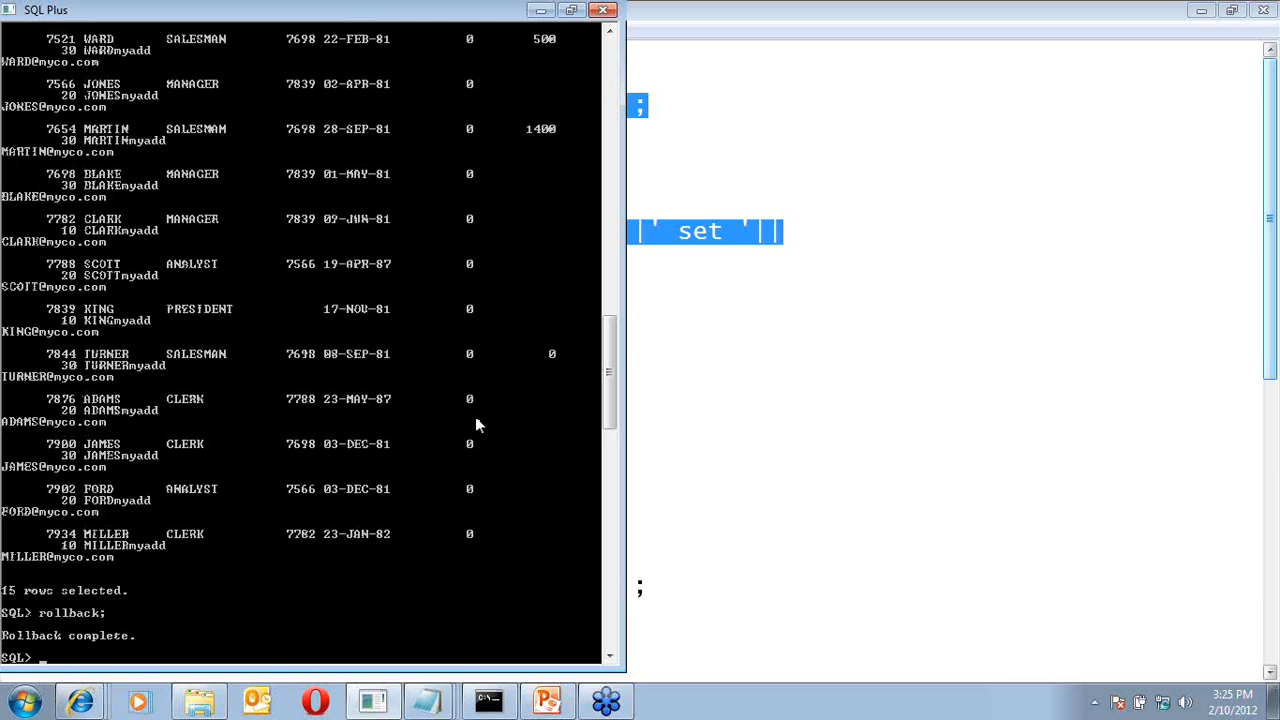 SQL Plus
7521 WARD SALESMAN 7698 22-FEB-81 0 500
30 WARDmyadd
WARD@myco.com
7566 JONES MANAGER 7839 02-APR-81 0
20 JONESmyadd
JONES@myco.com
7654 MARTIN SALESMAN 7698 28-SEP-81 0 1400
30 MARTINmyadd
MARTIN@myco.com
7698 BLAKE MANAGER 7839 01-MAY-81 0
30 BLAKEmyadd
BLAKE@myco.com
7782 CLARK MANAGER 7839 09-JUN-81 0
10 CLARKmyadd
CLARK@myco.com
7788 SCOTT ANALYST 7566 19-APR-87 0
20 SCOTTmyadd
SCOTT@myco.com
7839 KING PRESIDENT 17-NOV-81 0
10 KINGmyadd
KING@myco.com
7844 TURNER SALESMAN 7698 08-SEP-81 0 0
30 TURNERmyadd
TURNER@myco.com
7876 ADAMS CLERK 7788 23-MAY-87 0
20 ADAMSmyadd
ADAMS@myco.com
7900 JAMES CLERK 7698 03-DEC-81 0
30 JAMESmyadd
JAMES@myco.com
7902 FORD ANALYST 7566 03-DEC-81 0
20 FORDmyadd
FORD@myco.com
7934 MILLER CLERK 7782 23-JAN-82 0
10 MILLERmyadd
MILLER@myco.com
15 rows selected.
SQL> rollback;
Rollback complete.
SQL> _
;
|' set '||
;
3:25 PM
2/10/2012